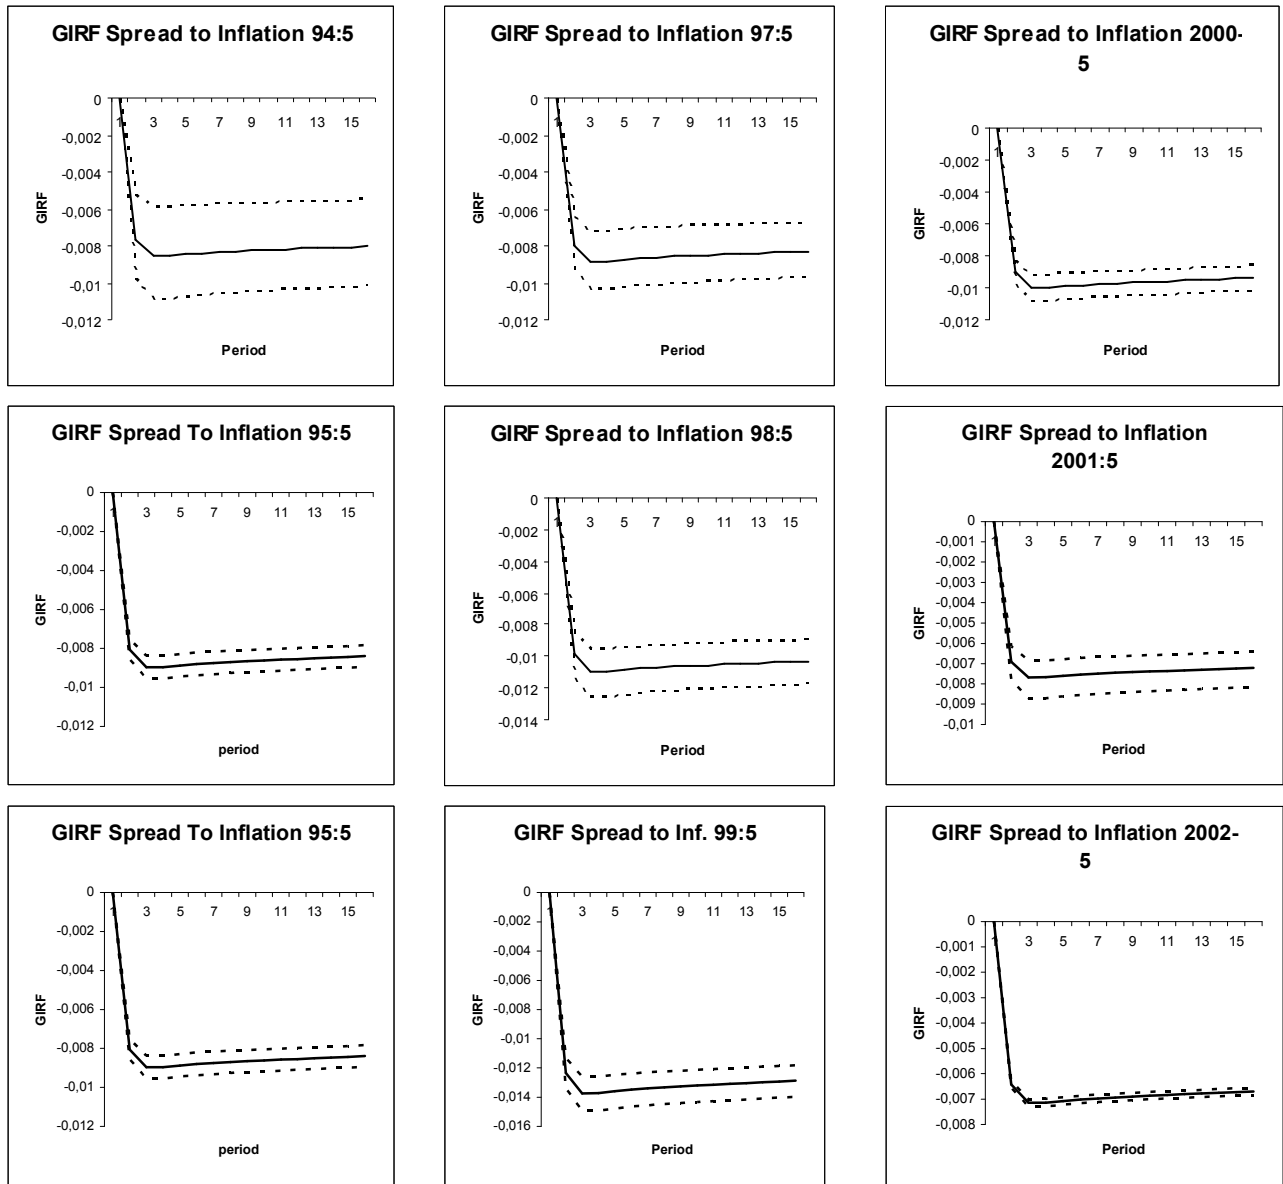 GIRF Spread to Inflation 94:5
0
-0,002
-0,004
-0,006
-0,008
-0,01
-0,012
1 3 5 7 9 11 13 15
GIRF
Period
GIRF Spread to Inflation 97:5
0
-0,002
-0,004
-0,006
-0,008
-0,01
-0,012
1 3 5 7 9 11 13 15
GIRF
Period
GIRF Spread to Inflation 2000-
5
0
-0,002
-0,004
-0,006
-0,008
-0,01
-0,012
1 3 5 7 9 11 13 15
GIRF
Period
GIRF Spread To Inflation 95:5
0
-0,002
-0,004
-0,006
-0,008
-0,01
-0,012
1 3 5 7 9 11 13 15
GIRF
period
GIRF Spread to Inflation 98:5
0
-0,002
-0,004
-0,006
-0,008
-0,01
-0,012
-0,014
1 3 5 7 9 11 13 15
GIRF
Period
GIRF Spread to Inflation
2001:5
0
-0,001
-0,002
-0,003
-0,004
-0,005
-0,006
-0,007
-0,008
-0,009
-0,01
1 3 5 7 9 11 13 15
GIRF
Period
GIRF Spread To Inflation 95:5
0
-0,002
-0,004
-0,006
-0,008
-0,01
-0,012
1 3 5 7 9 11 13 15
GIRF
period
GIRF Spread to Inf. 99:5
0
-0,002
-0,004
-0,006
-0,008
-0,01
-0,012
-0,014
-0,016
1 3 5 7 9 11 13 15
GIRF
Period
GIRF Spread to Inflation 2002-
5
0
-0,001
-0,002
-0,003
-0,004
-0,005
-0,006
-0,007
-0,008
1 3 5 7 9 11 13 15
GIRF
Period